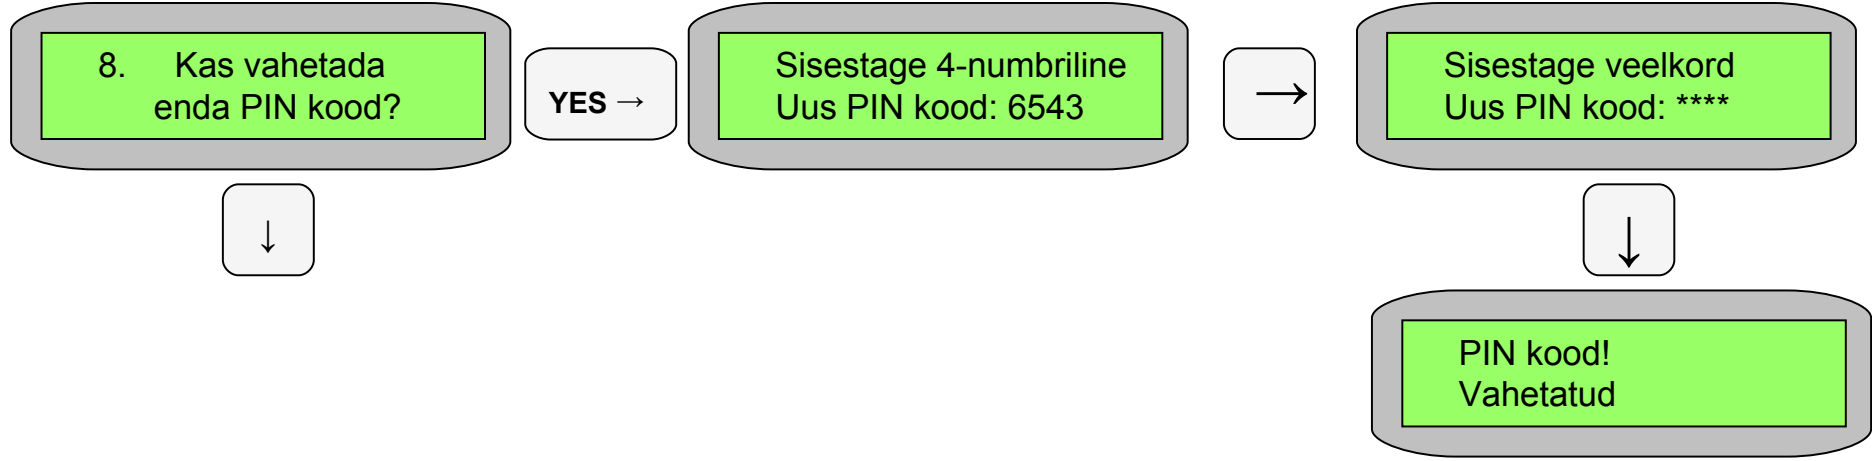 8. Kas vahetada
enda PIN kood?
YES →
Sisestage 4-numbriline
Uus PIN kood: 6543
→
Sisestage veelkord
Uus PIN kood: ****
↓
↓
PIN kood!
Vahetatud